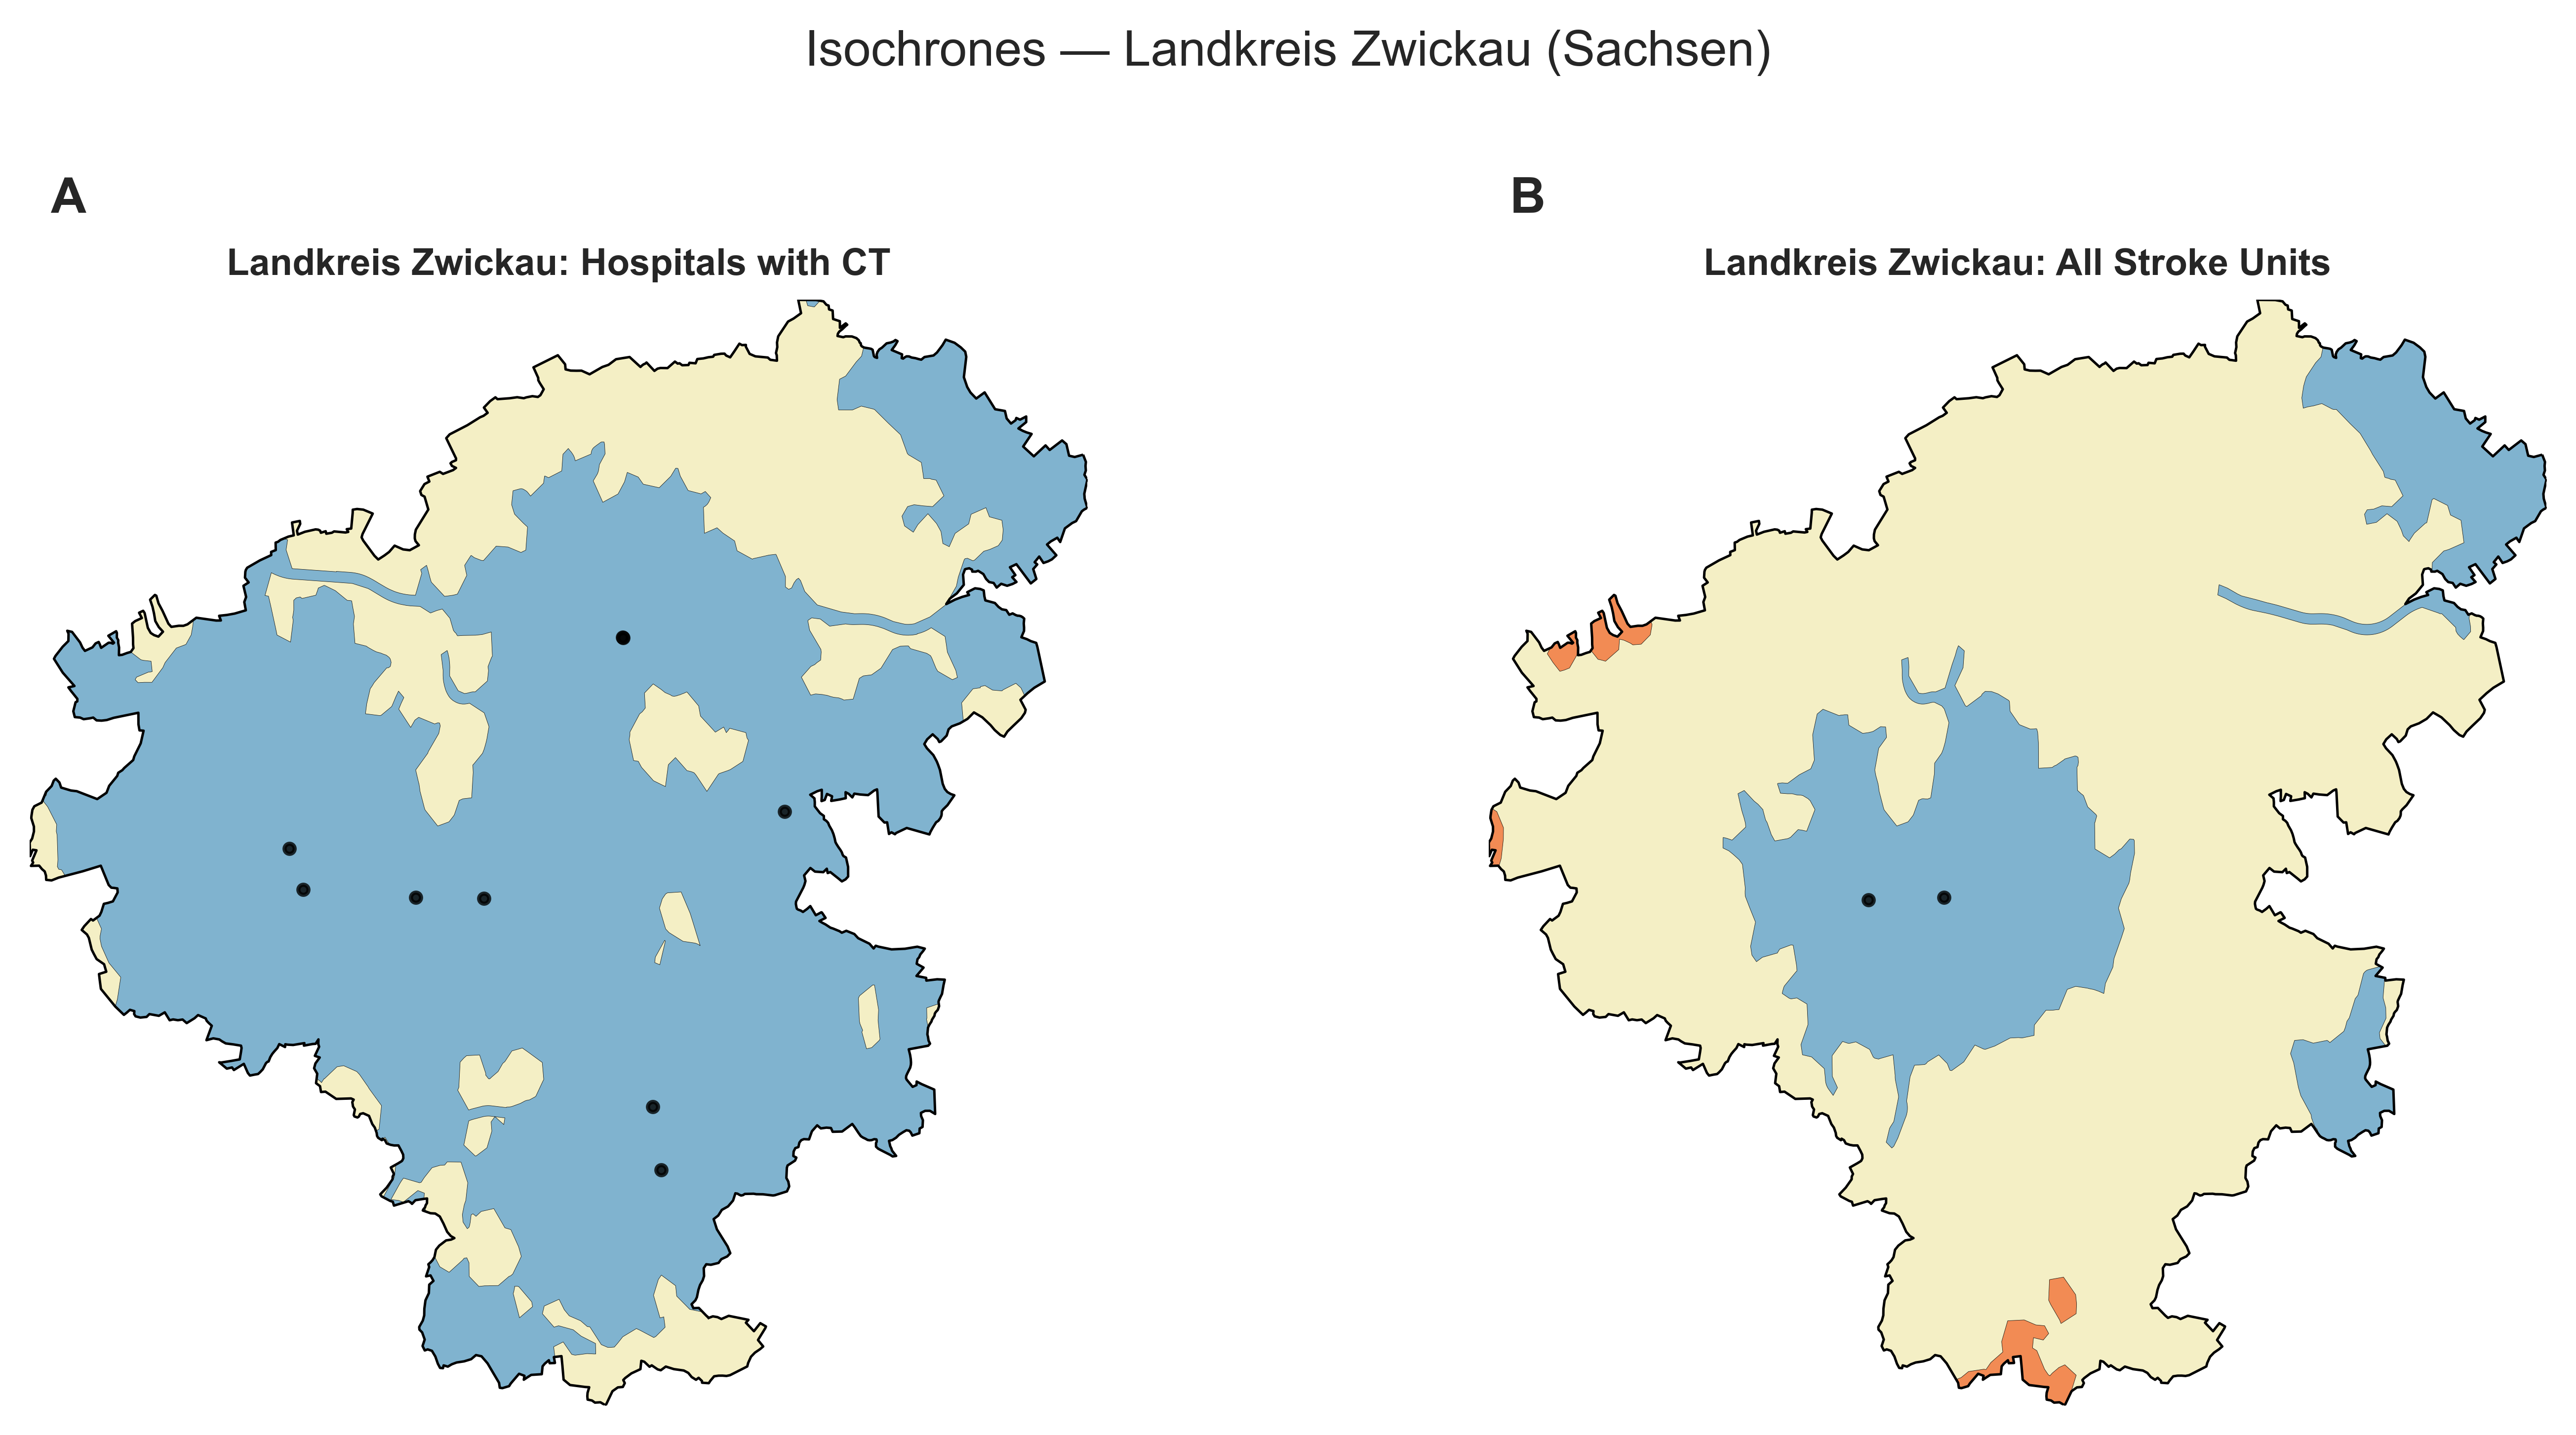 Isochrones — Landkreis Zwickau (Sachsen)
A
B
Landkreis Zwickau: Hospitals with CT
Landkreis Zwickau: All Stroke Units